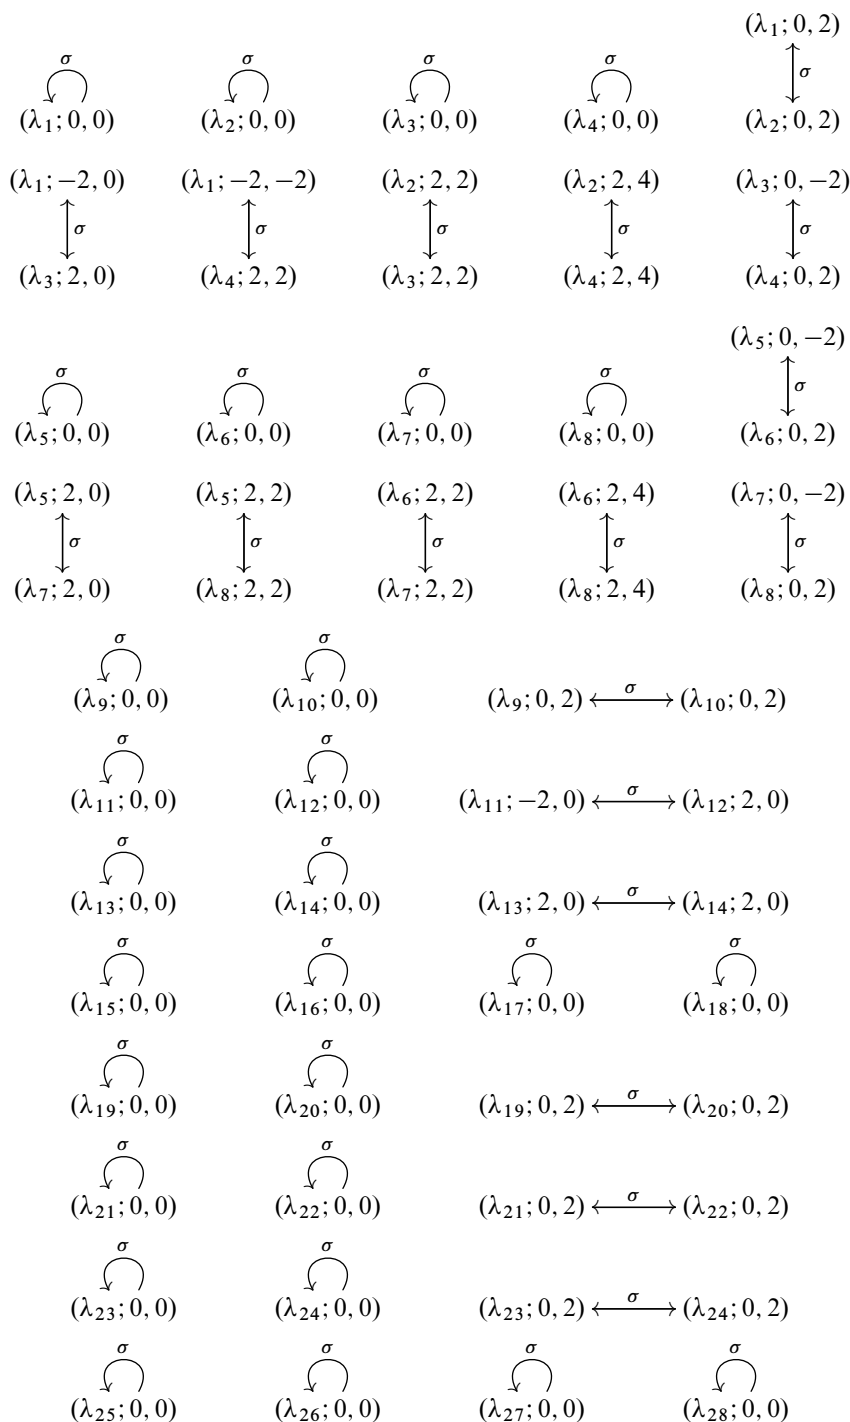 (λ₁; 0, 2)
σ σ σ σ σ
(λ₁; 0, 0) (λ₂; 0, 0) (λ₃; 0, 0) (λ₄; 0, 0) (λ₂; 0, 2)
(λ₁; −2, 0) (λ₁; −2, −2) (λ₂; 2, 2) (λ₂; 2, 4) (λ₃; 0, −2)
σ σ σ σ σ
(λ₃; 2, 0) (λ₄; 2, 2) (λ₃; 2, 2) (λ₄; 2, 4) (λ₄; 0, 2)
(λ₅; 0, −2)
σ σ σ σ σ
(λ₅; 0, 0) (λ₆; 0, 0) (λ₇; 0, 0) (λ₈; 0, 0) (λ₆; 0, 2)
(λ₅; 2, 0) (λ₅; 2, 2) (λ₆; 2, 2) (λ₆; 2, 4) (λ₇; 0, −2)
σ σ σ σ σ
(λ₇; 2, 0) (λ₈; 2, 2) (λ₇; 2, 2) (λ₈; 2, 4) (λ₈; 0, 2)
σ σ
(λ₉; 0, 0) (λ₁₀; 0, 0) (λ₉; 0, 2) σ (λ₁₀; 0, 2)
σ σ
(λ₁₁; 0, 0) (λ₁₂; 0, 0) (λ₁₁; −2, 0) σ (λ₁₂; 2, 0)
σ σ
(λ₁₃; 0, 0) (λ₁₄; 0, 0) (λ₁₃; 2, 0) σ (λ₁₄; 2, 0)
σ σ σ σ
(λ₁₅; 0, 0) (λ₁₆; 0, 0) (λ₁₇; 0, 0) (λ₁₈; 0, 0)
σ σ
(λ₁₉; 0, 0) (λ₂₀; 0, 0) (λ₁₉; 0, 2) σ (λ₂₀; 0, 2)
σ σ
(λ₂₁; 0, 0) (λ₂₂; 0, 0) (λ₂₁; 0, 2) σ (λ₂₂; 0, 2)
σ σ
(λ₂₃; 0, 0) (λ₂₄; 0, 0) (λ₂₃; 0, 2) σ (λ₂₄; 0, 2)
σ σ σ σ
(λ₂₅; 0, 0) (λ₂₆; 0, 0) (λ₂₇; 0, 0) (λ₂₈; 0, 0)